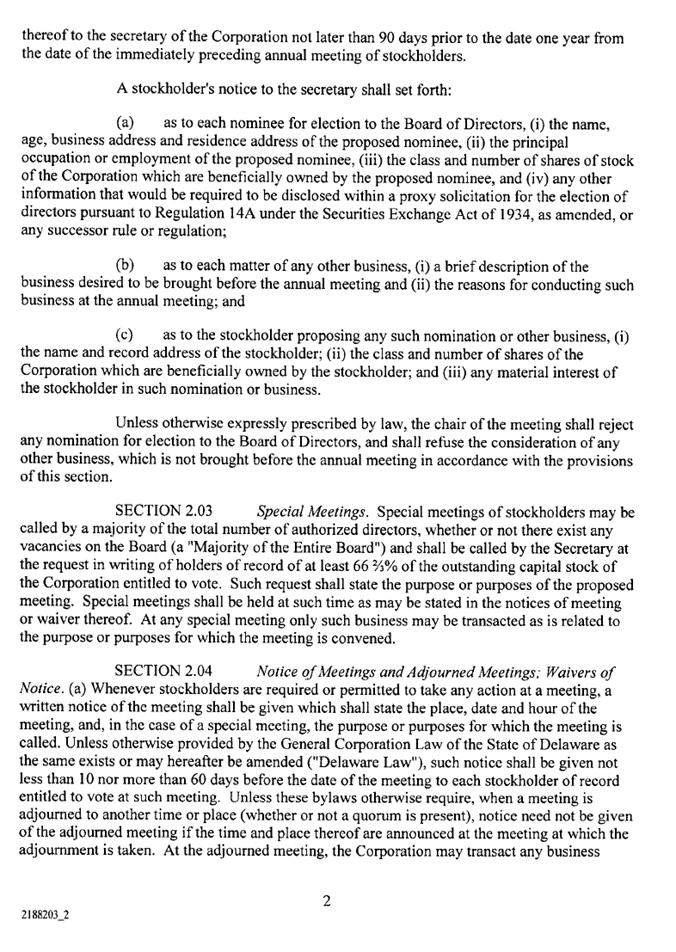 thereof to the secretary of the Corporation not later than 90 days prior to the date one year from
the date of the immediately preceding annual meeting of stockholders.
A stockholder's notice to the secretary shall set forth:
(a) as to each nominee for election to the Board of Directors, (i) the name,
age, business address and residence address of the proposed nominee, (ii) the principal
occupation or employment of the proposed nominee, (iii) the class and number of shares of stock
of the Corporation which are beneficially owned by the proposed nominee, and (iv) any other
information that would be required to be disclosed within a proxy solicitation for the election of
directors pursuant to Regulation 14A under the Securities Exchange Act of 1934, as amended, or
any successor rule or regulation;
(b) as to each matter of any other business, (i) a brief description of the
business desired to be brought before the annual meeting and (ii) the reasons for conducting such
business at the annual meeting; and
(c) as to the stockholder proposing any such nomination or other business, (i)
the name and record address of the stockholder; (ii) the class and number of shares of the
Corporation which are beneficially owned by the stockholder; and (iii) any material interest of
the stockholder in such nomination or business.
Unless otherwise expressly prescribed by law, the chair of the meeting shall reject
any nomination for election to the Board of Directors, and shall refuse the consideration of any
other business, which is not brought before the annual meeting in accordance with the provisions
of this section.
SECTION 2.03 Special Meetings. Special meetings of stockholders may be
called by a majority of the total number of authorized directors, whether or not there exist any
vacancies on the Board (a "Majority of the Entire Board") and shall be called by the Secretary at
the request in writing of holders of record of at least 66 ⅔% of the outstanding capital stock of
the Corporation entitled to vote. Such request shall state the purpose or purposes of the proposed
meeting. Special meetings shall be held at such time as may be stated in the notices of meeting
or waiver thereof. At any special meeting only such business may be transacted as is related to
the purpose or purposes for which the meeting is convened.
SECTION 2.04 Notice of Meetings and Adjourned Meetings; Waivers of
Notice. (a) Whenever stockholders are required or permitted to take any action at a meeting, a
written notice of the meeting shall be given which shall state the place, date and hour of the
meeting, and, in the case of a special meeting, the purpose or purposes for which the meeting is
called. Unless otherwise provided by the General Corporation Law of the State of Delaware as
the same exists or may hereafter be amended ("Delaware Law"), such notice shall be given not
less than 10 nor more than 60 days before the date of the meeting to each stockholder of record
entitled to vote at such meeting. Unless these bylaws otherwise require, when a meeting is
adjourned to another time or place (whether or not a quorum is present), notice need not be given
of the adjourned meeting if the time and place thereof are announced at the meeting at which the
adjournment is taken. At the adjourned meeting, the Corporation may transact any business
2
2188203_2